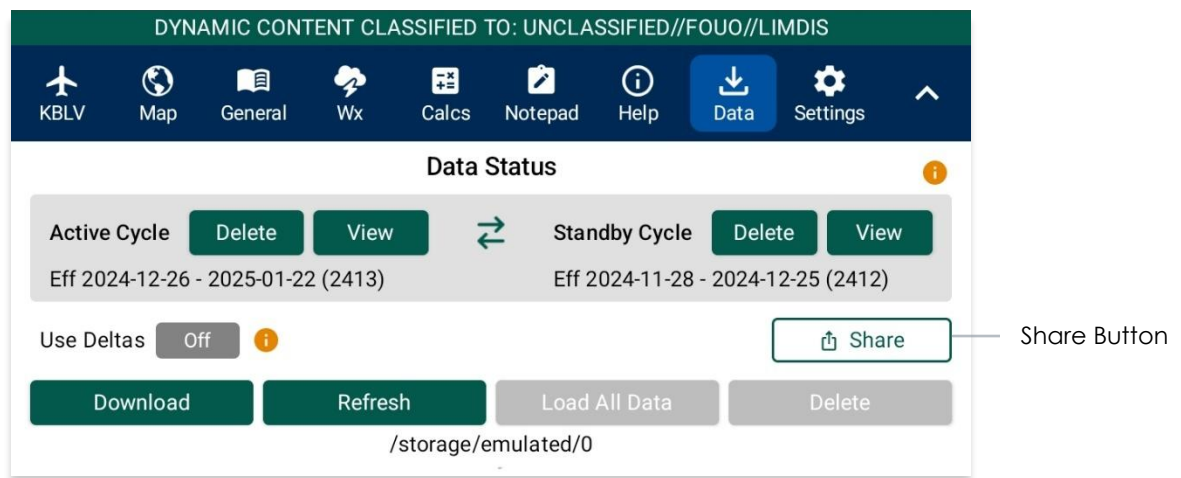 DYNAMIC CONTENT CLASSIFIED TO: UNCLASSIFIED//FOUO//LIMDIS
KBLV Map General Wx Calcs Notepad Help Data Settings
Data Status
Active Cycle Delete View Standby Cycle Delete View
Eff 2024-12-26 - 2025-01-22 (2413) Eff 2024-11-28 - 2024-12-25 (2412)
Use Deltas Off Share Share Button
Download Refresh Load All Data Delete
/storage/emulated/0